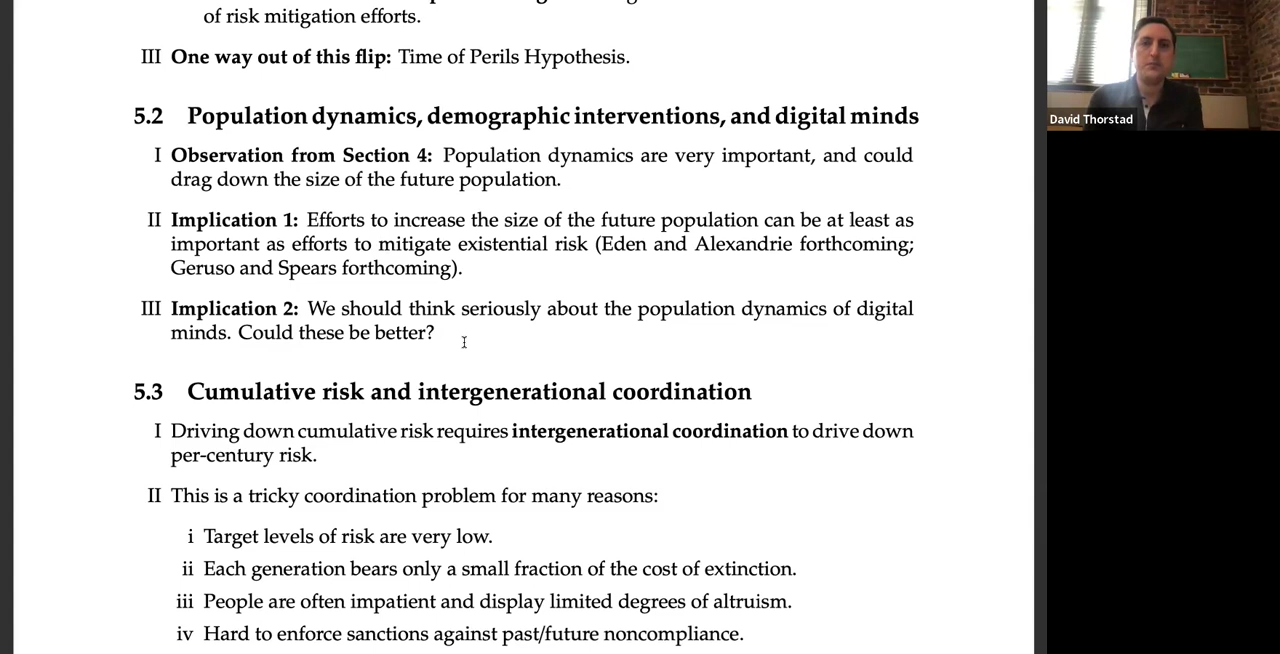 of risk mitigation efforts.
III One way out of this flip: Time of Perils Hypothesis.
5.2 Population dynamics, demographic interventions, and digital minds
I Observation from Section 4: Population dynamics are very important, and could
drag down the size of the future population.
II Implication 1: Efforts to increase the size of the future population can be at least as
important as efforts to mitigate existential risk (Eden and Alexandrie forthcoming;
Geruso and Spears forthcoming).
III Implication 2: We should think seriously about the population dynamics of digital
minds. Could these be better?
5.3 Cumulative risk and intergenerational coordination
I Driving down cumulative risk requires intergenerational coordination to drive down
per-century risk.
II This is a tricky coordination problem for many reasons:
i Target levels of risk are very low.
ii Each generation bears only a small fraction of the cost of extinction.
iii People are often impatient and display limited degrees of altruism.
iv Hard to enforce sanctions against past/future noncompliance.
David Thorstad